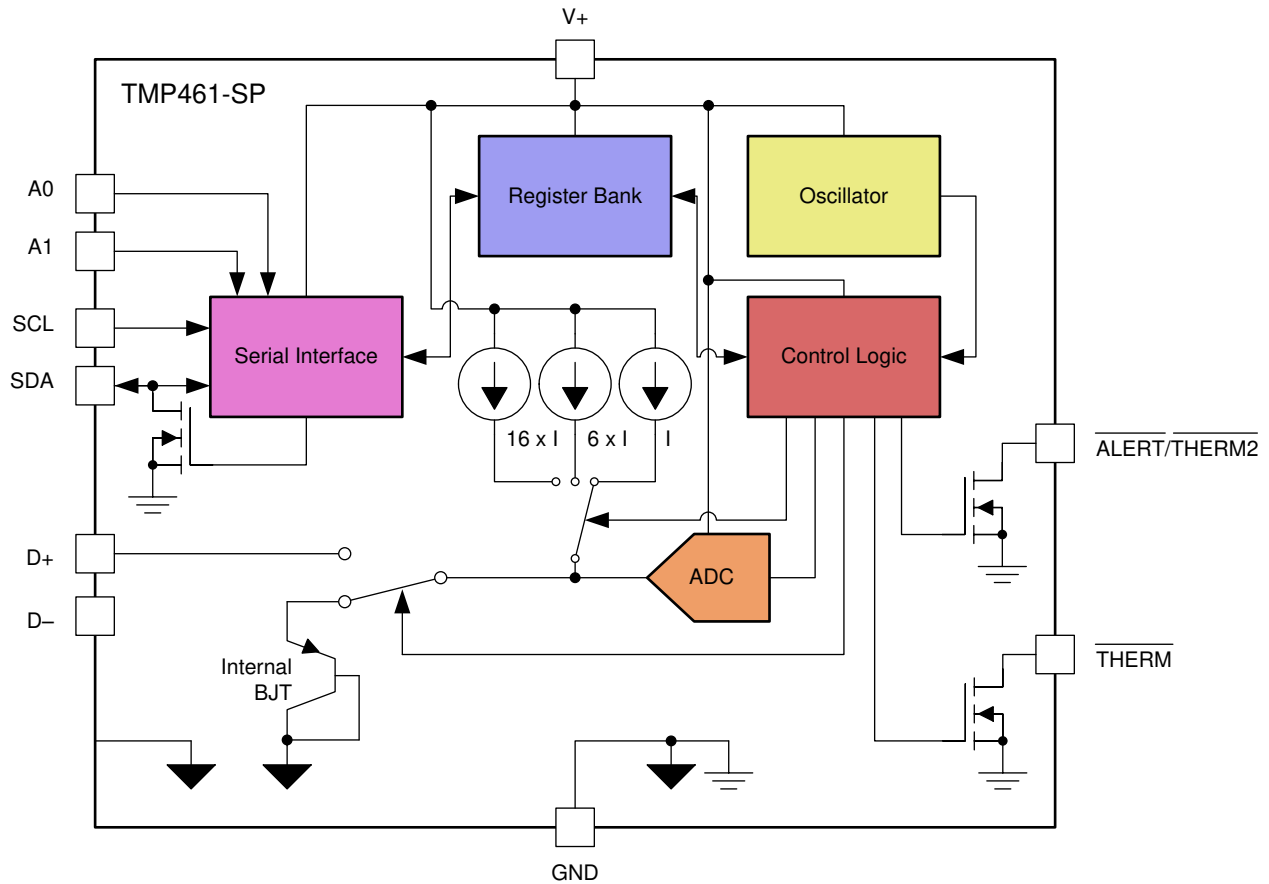 V+
TMP461-SP
A0
A1
SCL
SDA
D+
D–
Register Bank
Oscillator
Serial Interface
Control Logic
16 x I
6 x I
I
ADC
Internal
BJT
ALERT/THERM2
THERM
GND